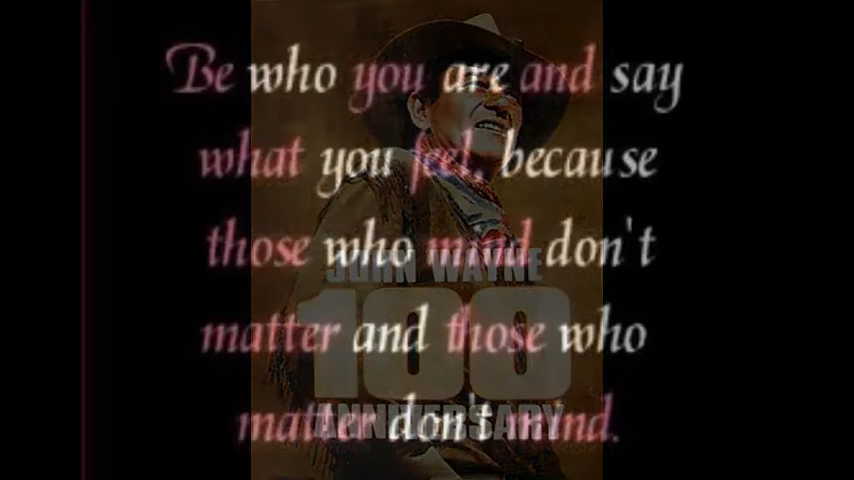 Be who you are and say
what you feel, because
those who mind don't
JOHN WAYNE
100
matter and those who
ANNIVERSARY
matter don't mind.